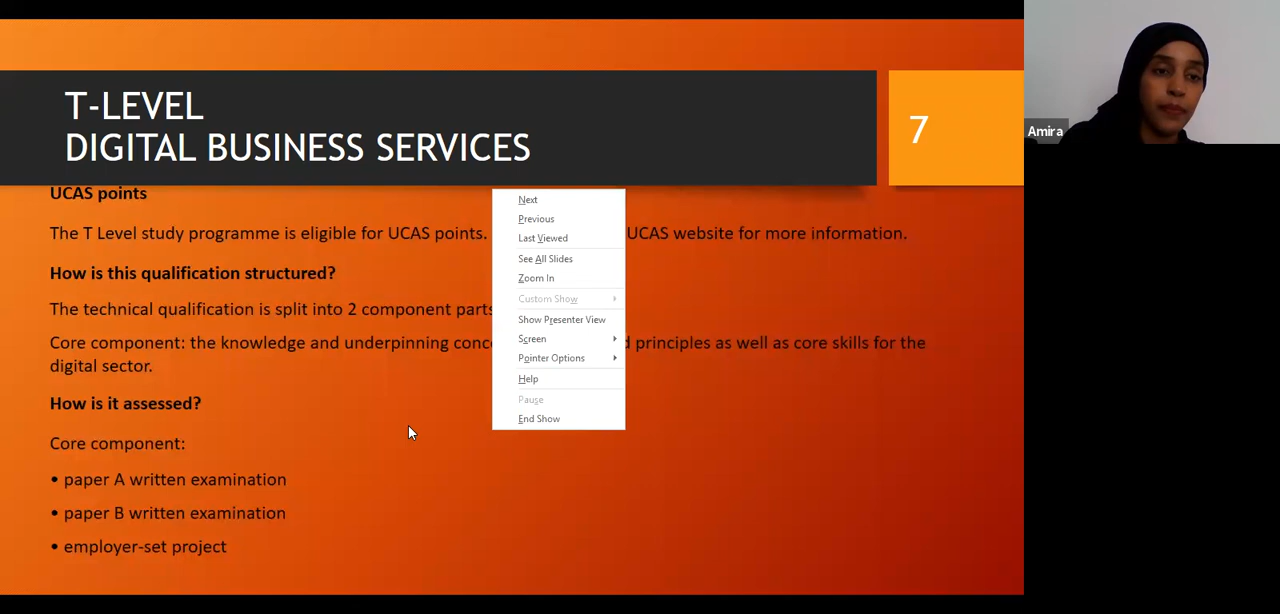 T-LEVEL
DIGITAL BUSINESS SERVICES
7
Amira
UCAS points
The T Level study programme is eligible for UCAS points. UCAS website for more information.
How is this qualification structured?
The technical qualification is split into 2 component parts
Core component: the knowledge and underpinning principles as well as core skills for the
digital sector.
How is it assessed?
Core component:
• paper A written examination
• paper B written examination
• employer-set project
Next
Previous
Last Viewed
See All Slides
Zoom In
Custom Show
Show Presenter View
Screen
Pointer Options
Help
Pause
End Show